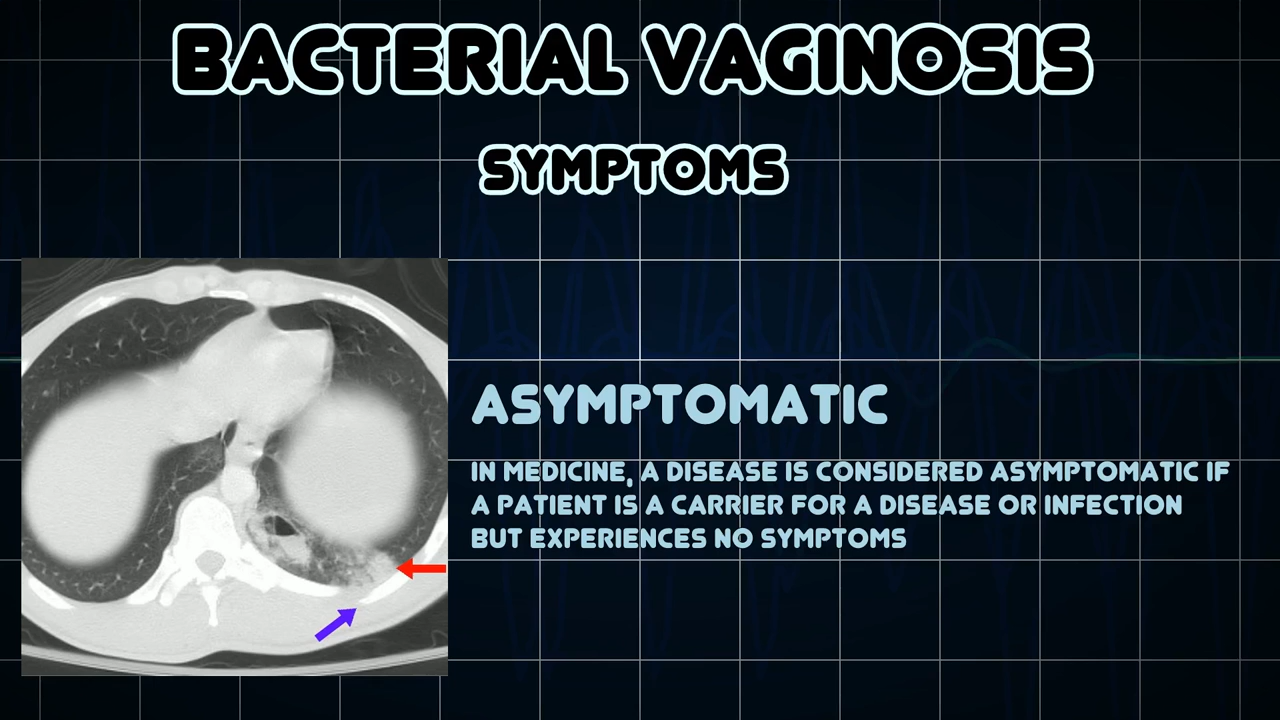 BACTERIAL VAGINOSIS
SYMPTOMS
ASYMPTOMATIC
IN MEDICINE, A DISEASE IS CONSIDERED ASYMPTOMATIC IF
A PATIENT IS A CARRIER FOR A DISEASE OR INFECTION
BUT EXPERIENCES NO SYMPTOMS